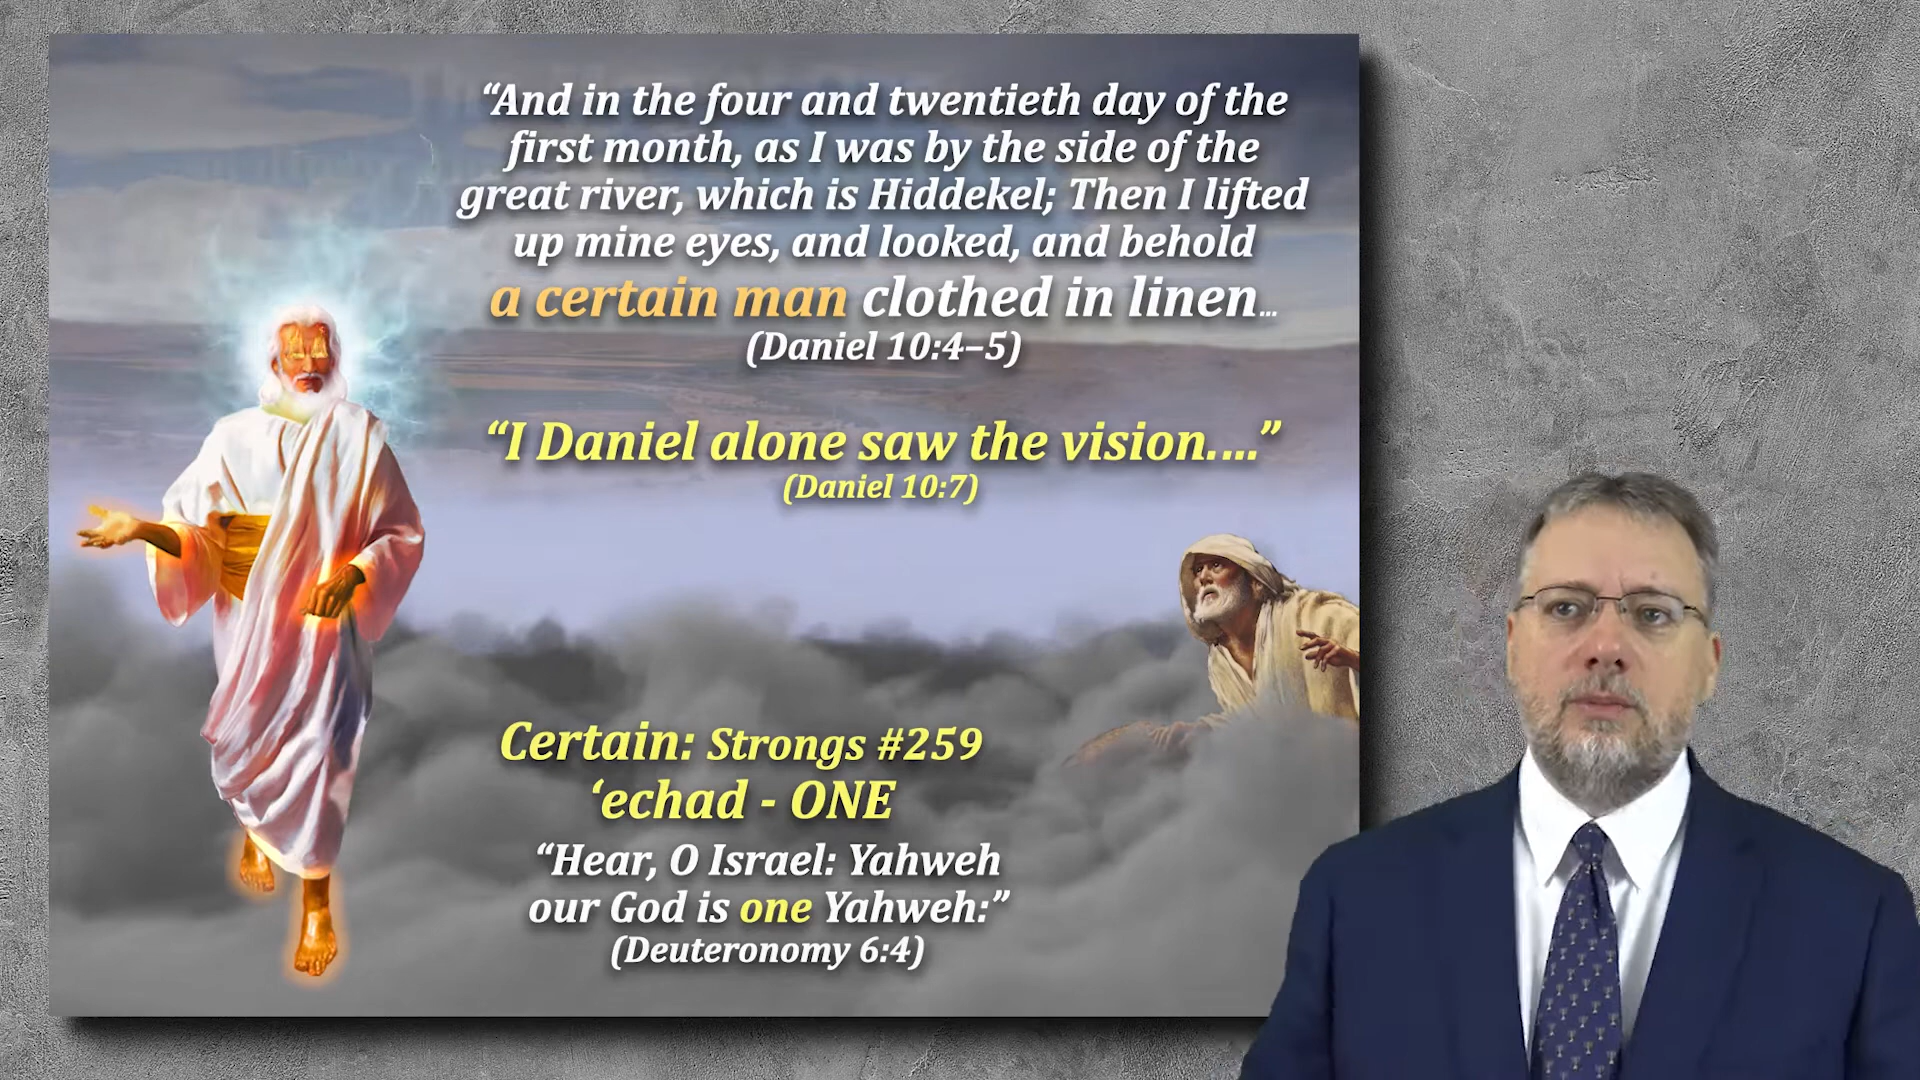 “And in the four and twentieth day of the
first month, as I was by the side of the
great river, which is Hiddekel; Then I lifted
up mine eyes, and looked, and behold
a certain man clothed in linen...
(Daniel 10:4–5)
“I Daniel alone saw the vision....”
(Daniel 10:7)
Certain: Strongs #259
‘echad - ONE
“Hear, O Israel: Yahweh
our God is one Yahweh:”
(Deuteronomy 6:4)